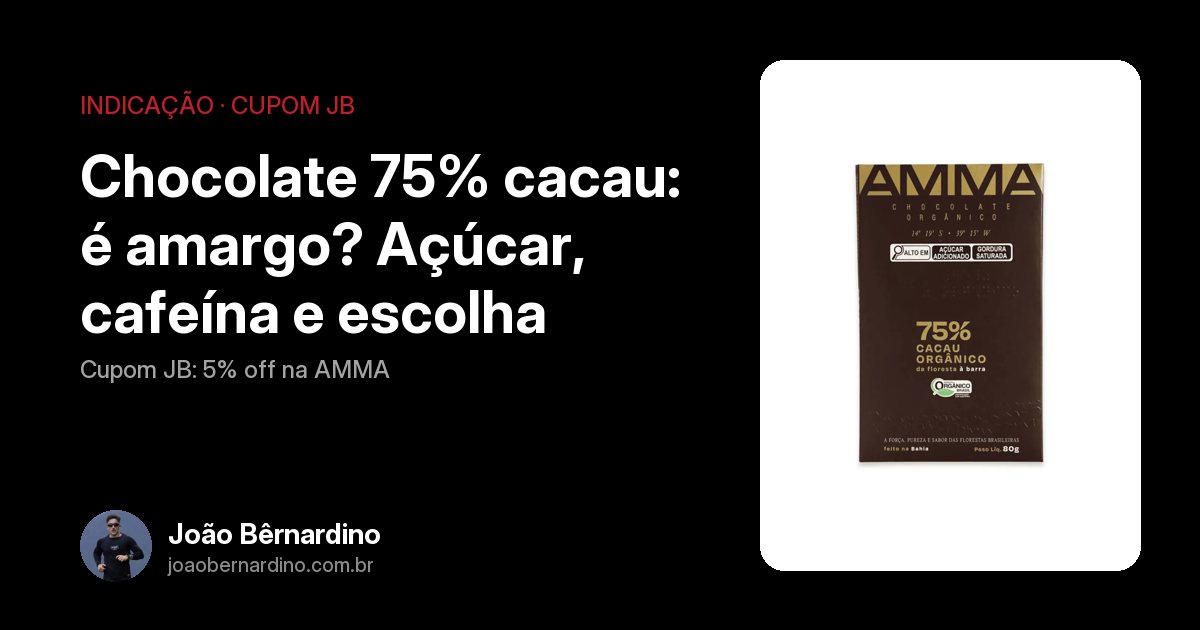 INDICAÇÃO · CUPOM JB
Chocolate 75% cacau:
é amargo? Açúcar,
cafeína e escolha
Cupom JB: 5% off na AMMA
João Bêrnardino
joaobernardino.com.br
AMMA
CHOCOLATE
ORGÂNICO
14° 19' S • 39° 15' W
ALTO EM
AÇÚCAR
ADICIONADO
GORDURA
SATURADA
75%
CACAU
ORGÂNICO
da floresta à barra
ORGÂNICO
BRASIL
A FORÇA, PUREZA E SABOR DAS FLORESTAS BRASILEIRAS
feito na Bahia
Peso Líq. 80g